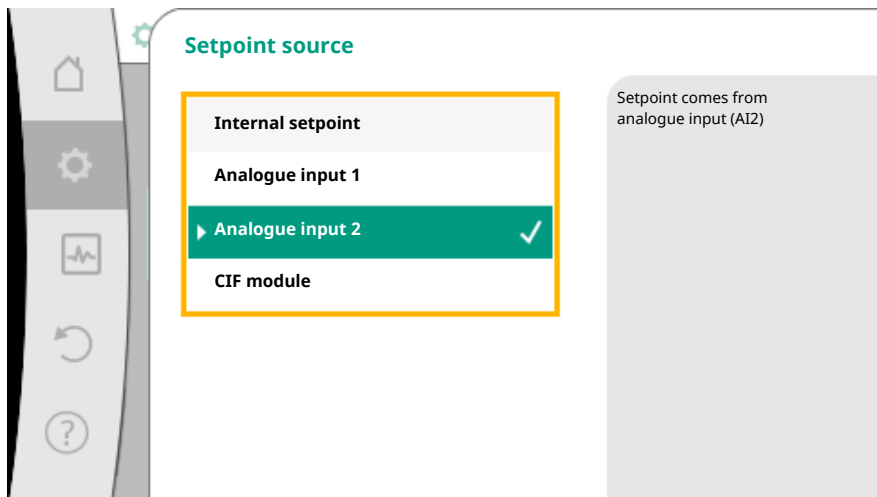 Setpoint source
Internal setpoint
Analogue input 1
Analogue input 2
CIF module
Setpoint comes from
analogue input (AI2)
?